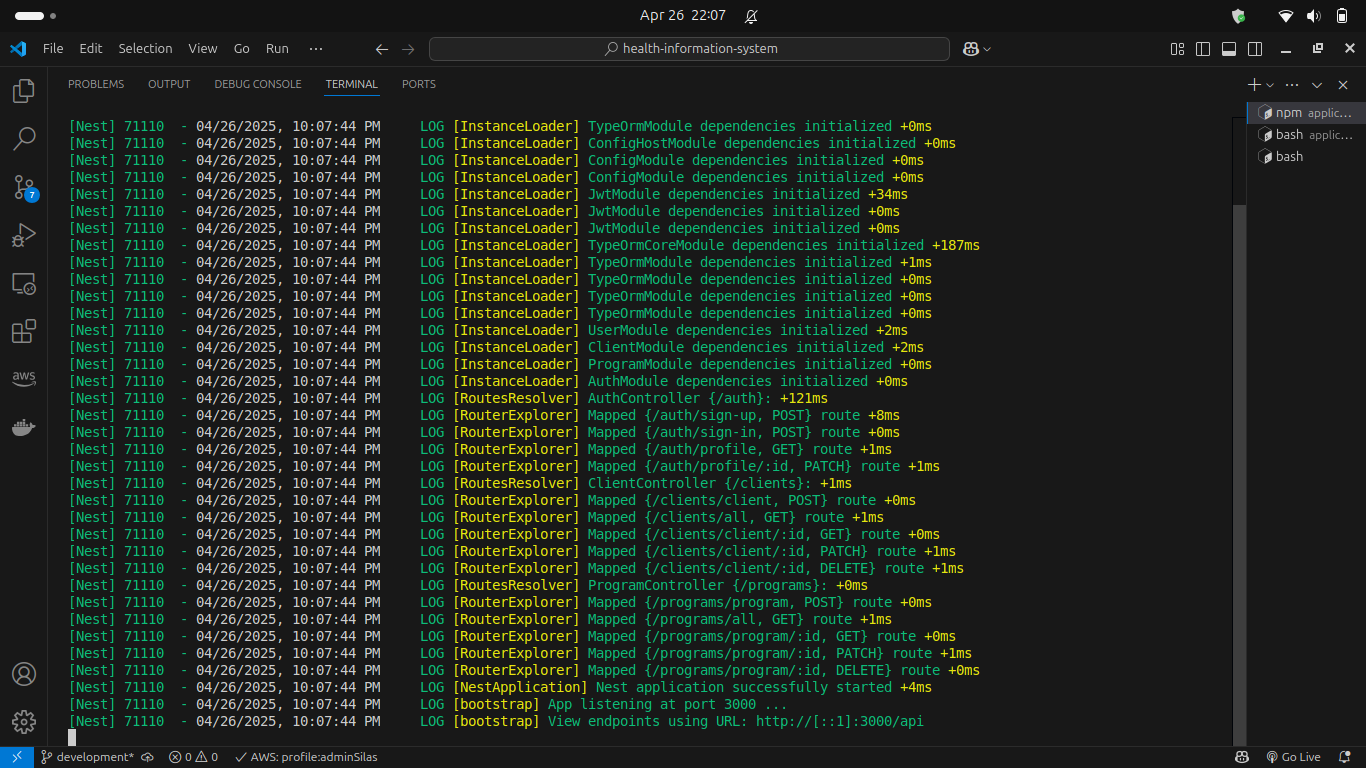 Apr 26 22:07
File Edit Selection View Go Run ··· health-information-system
PROBLEMS OUTPUT DEBUG CONSOLE TERMINAL PORTS
npm applic...
bash applic...
bash
7
aws
[Nest] 71110 - 04/26/2025, 10:07:44 PM LOG [InstanceLoader] TypeOrmModule dependencies initialized +0ms
[Nest] 71110 - 04/26/2025, 10:07:44 PM LOG [InstanceLoader] ConfigHostModule dependencies initialized +0ms
[Nest] 71110 - 04/26/2025, 10:07:44 PM LOG [InstanceLoader] ConfigModule dependencies initialized +0ms
[Nest] 71110 - 04/26/2025, 10:07:44 PM LOG [InstanceLoader] ConfigModule dependencies initialized +0ms
[Nest] 71110 - 04/26/2025, 10:07:44 PM LOG [InstanceLoader] JwtModule dependencies initialized +34ms
[Nest] 71110 - 04/26/2025, 10:07:44 PM LOG [InstanceLoader] JwtModule dependencies initialized +0ms
[Nest] 71110 - 04/26/2025, 10:07:44 PM LOG [InstanceLoader] JwtModule dependencies initialized +0ms
[Nest] 71110 - 04/26/2025, 10:07:44 PM LOG [InstanceLoader] TypeOrmCoreModule dependencies initialized +187ms
[Nest] 71110 - 04/26/2025, 10:07:44 PM LOG [InstanceLoader] TypeOrmModule dependencies initialized +1ms
[Nest] 71110 - 04/26/2025, 10:07:44 PM LOG [InstanceLoader] TypeOrmModule dependencies initialized +0ms
[Nest] 71110 - 04/26/2025, 10:07:44 PM LOG [InstanceLoader] TypeOrmModule dependencies initialized +0ms
[Nest] 71110 - 04/26/2025, 10:07:44 PM LOG [InstanceLoader] TypeOrmModule dependencies initialized +0ms
[Nest] 71110 - 04/26/2025, 10:07:44 PM LOG [InstanceLoader] UserModule dependencies initialized +2ms
[Nest] 71110 - 04/26/2025, 10:07:44 PM LOG [InstanceLoader] ClientModule dependencies initialized +2ms
[Nest] 71110 - 04/26/2025, 10:07:44 PM LOG [InstanceLoader] ProgramModule dependencies initialized +0ms
[Nest] 71110 - 04/26/2025, 10:07:44 PM LOG [InstanceLoader] AuthModule dependencies initialized +0ms
[Nest] 71110 - 04/26/2025, 10:07:44 PM LOG [RoutesResolver] AuthController {/auth}: +121ms
[Nest] 71110 - 04/26/2025, 10:07:44 PM LOG [RouterExplorer] Mapped {/auth/sign-up, POST} route +8ms
[Nest] 71110 - 04/26/2025, 10:07:44 PM LOG [RouterExplorer] Mapped {/auth/sign-in, POST} route +0ms
[Nest] 71110 - 04/26/2025, 10:07:44 PM LOG [RouterExplorer] Mapped {/auth/profile, GET} route +1ms
[Nest] 71110 - 04/26/2025, 10:07:44 PM LOG [RouterExplorer] Mapped {/auth/profile/:id, PATCH} route +1ms
[Nest] 71110 - 04/26/2025, 10:07:44 PM LOG [RoutesResolver] ClientController {/clients}: +1ms
[Nest] 71110 - 04/26/2025, 10:07:44 PM LOG [RouterExplorer] Mapped {/clients/client, POST} route +0ms
[Nest] 71110 - 04/26/2025, 10:07:44 PM LOG [RouterExplorer] Mapped {/clients/all, GET} route +1ms
[Nest] 71110 - 04/26/2025, 10:07:44 PM LOG [RouterExplorer] Mapped {/clients/client/:id, GET} route +0ms
[Nest] 71110 - 04/26/2025, 10:07:44 PM LOG [RouterExplorer] Mapped {/clients/client/:id, PATCH} route +1ms
[Nest] 71110 - 04/26/2025, 10:07:44 PM LOG [RouterExplorer] Mapped {/clients/client/:id, DELETE} route +1ms
[Nest] 71110 - 04/26/2025, 10:07:44 PM LOG [RoutesResolver] ProgramController {/programs}: +0ms
[Nest] 71110 - 04/26/2025, 10:07:44 PM LOG [RouterExplorer] Mapped {/programs/program, POST} route +0ms
[Nest] 71110 - 04/26/2025, 10:07:44 PM LOG [RouterExplorer] Mapped {/programs/all, GET} route +1ms
[Nest] 71110 - 04/26/2025, 10:07:44 PM LOG [RouterExplorer] Mapped {/programs/program/:id, GET} route +0ms
[Nest] 71110 - 04/26/2025, 10:07:44 PM LOG [RouterExplorer] Mapped {/programs/program/:id, PATCH} route +1ms
[Nest] 71110 - 04/26/2025, 10:07:44 PM LOG [RouterExplorer] Mapped {/programs/program/:id, DELETE} route +0ms
[Nest] 71110 - 04/26/2025, 10:07:44 PM LOG [NestApplication] Nest application successfully started +4ms
[Nest] 71110 - 04/26/2025, 10:07:44 PM LOG [bootstrap] App listening at port 3000 ...
[Nest] 71110 - 04/26/2025, 10:07:44 PM LOG [bootstrap] View endpoints using URL: http://[::1]:3000/api
development* 0 0 AWS: profile:adminSilas Go Live